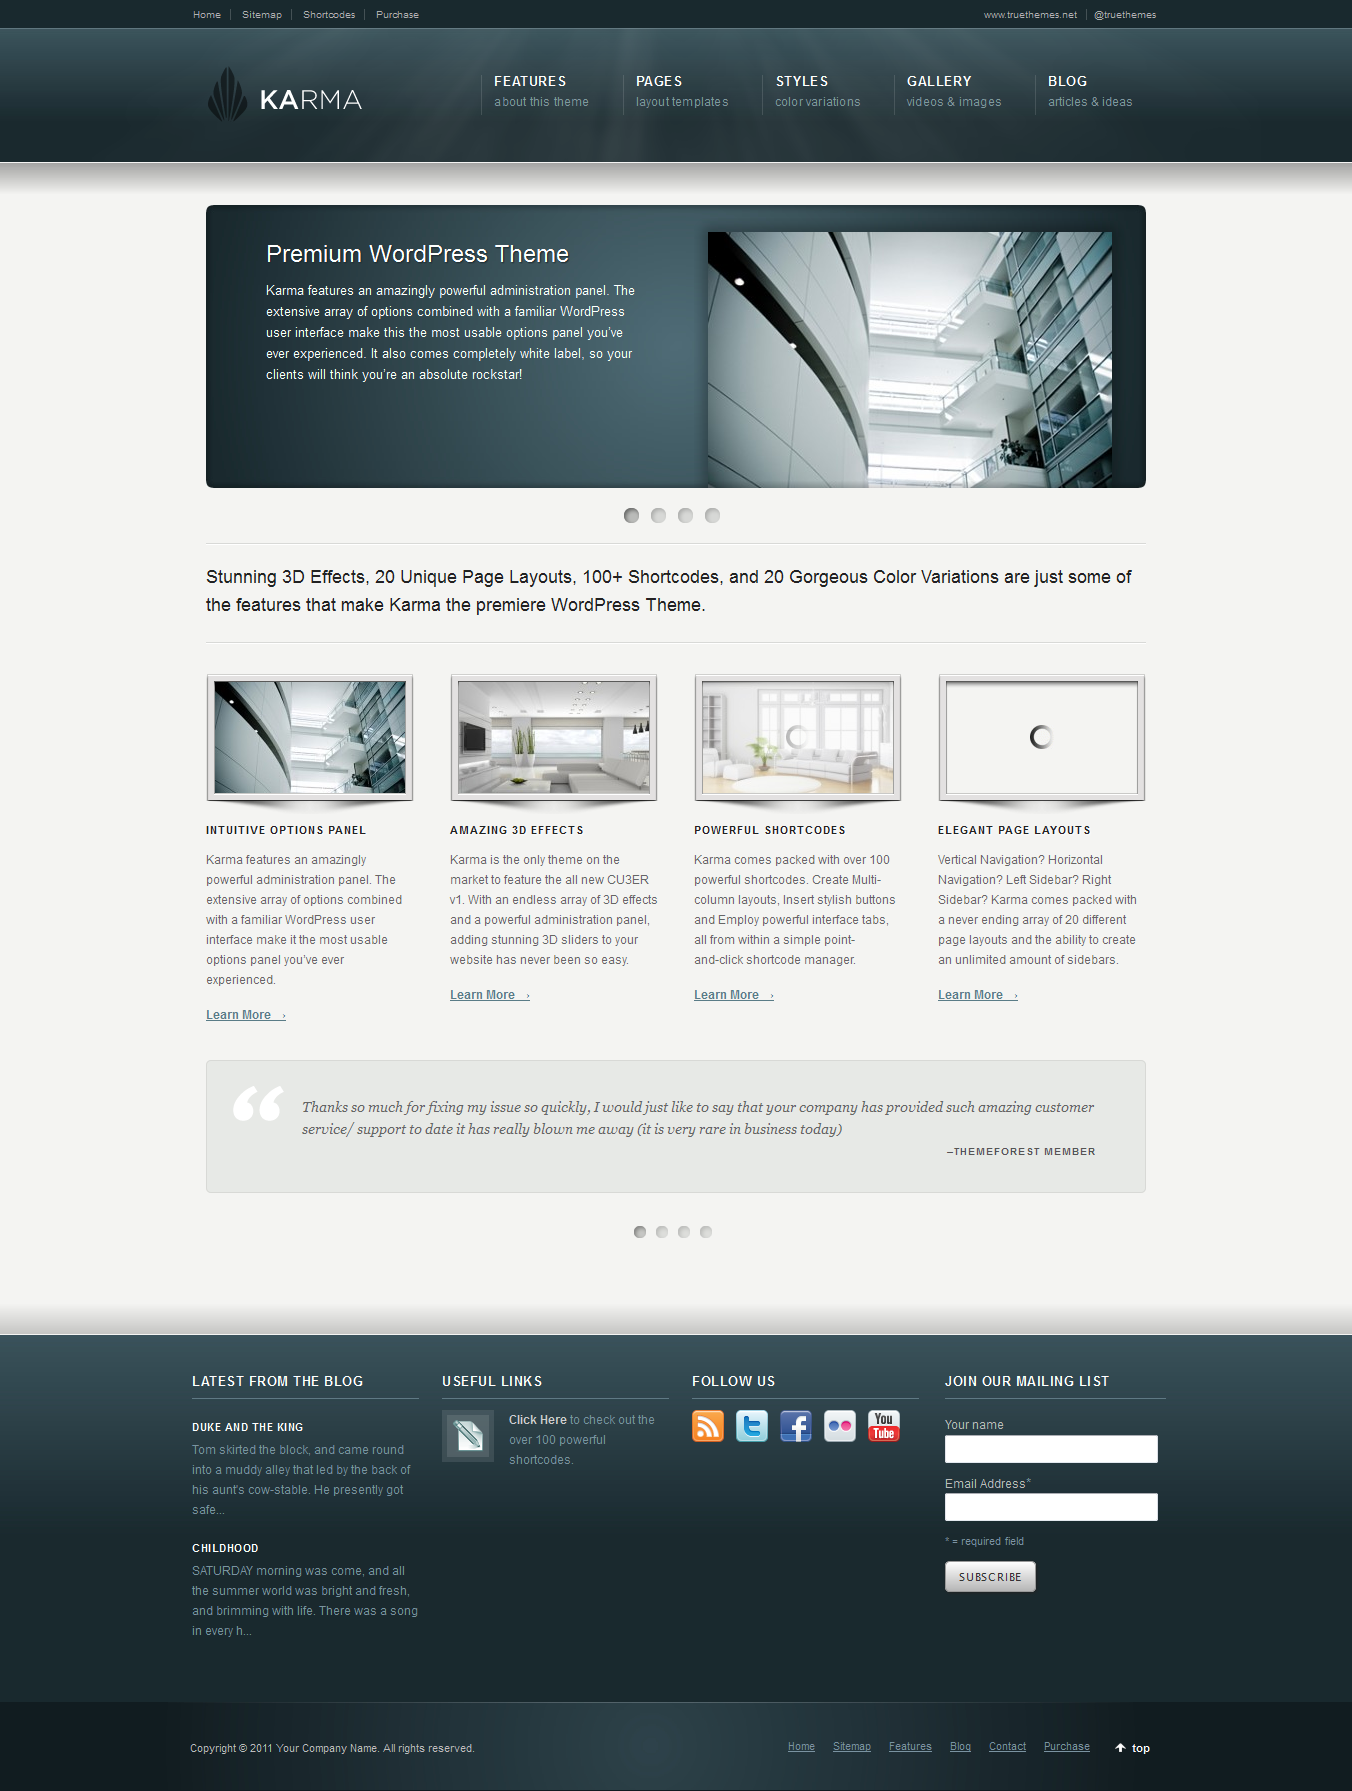 Home Sitemap Shortcodes Purchase
www.truethemes.net @truethemes
KARMA
FEATURES
about this theme
PAGES
layout templates
STYLES
color variations
GALLERY
videos & images
BLOG
articles & ideas
Premium WordPress Theme
Karma features an amazingly powerful administration panel. The
extensive array of options combined with a familiar WordPress
user interface make this the most usable options panel you've
ever experienced. It also comes completely white label, so your
clients will think you're an absolute rockstar!
Stunning 3D Effects, 20 Unique Page Layouts, 100+ Shortcodes, and 20 Gorgeous Color Variations are just some of
the features that make Karma the premiere WordPress Theme.
INTUITIVE OPTIONS PANEL
Karma features an amazingly
powerful administration panel. The
extensive array of options combined
with a familiar WordPress user
interface make it the most usable
options panel you've ever
experienced.
Learn More ›
AMAZING 3D EFFECTS
Karma is the only theme on the
market to feature the all new CU3ER
v1. With an endless array of 3D effects
and a powerful administration panel,
adding stunning 3D sliders to your
website has never been so easy.
Learn More ›
POWERFUL SHORTCODES
Karma comes packed with over 100
powerful shortcodes. Create Multi-
column layouts, Insert stylish buttons
and Employ powerful interface tabs,
all from within a simple point-
and-click shortcode manager.
Learn More ›
ELEGANT PAGE LAYOUTS
Vertical Navigation? Horizontal
Navigation? Left Sidebar? Right
Sidebar? Karma comes packed with
a never ending array of 20 different
page layouts and the ability to create
an unlimited amount of sidebars.
Learn More ›
“
Thanks so much for fixing my issue so quickly, I would just like to say that your company has provided such amazing customer
service/ support to date it has really blown me away (it is very rare in business today)
–THEMEFOREST MEMBER
LATEST FROM THE BLOG
DUKE AND THE KING
Tom skirted the block, and came round
into a muddy alley that led by the back of
his aunt's cow-stable. He presently got
safe...
CHILDHOOD
SATURDAY morning was come, and all
the summer world was bright and fresh,
and brimming with life. There was a song
in every h...
USEFUL LINKS
Click Here to check out the
over 100 powerful
shortcodes.
FOLLOW US
You
Tube
JOIN OUR MAILING LIST
Your name
Email Address*
* = required field
SUBSCRIBE
Copyright © 2011 Your Company Name. All rights reserved.
Home Sitemap Features Blog Contact Purchase top